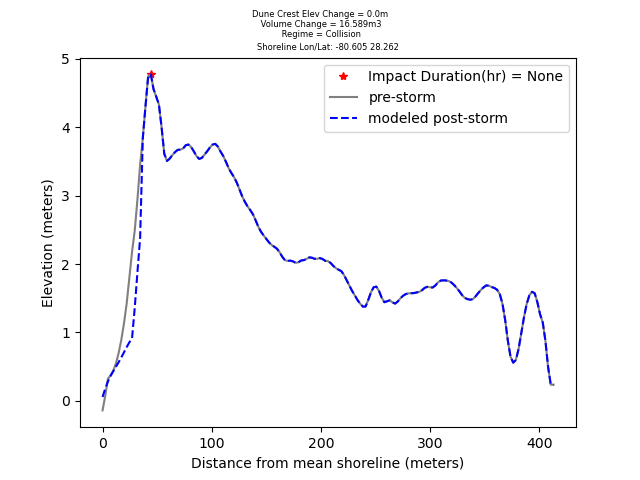 Dune Crest Elev Change = 0.0m
Volume Change = 16.589m3
Regime = Collision
Shoreline Lon/Lat: -80.605 28.262
Impact Duration(hr) = None
pre-storm
modeled post-storm
Elevation (meters)
5
4
3
2
1
0
0 100 200 300 400
Distance from mean shoreline (meters)